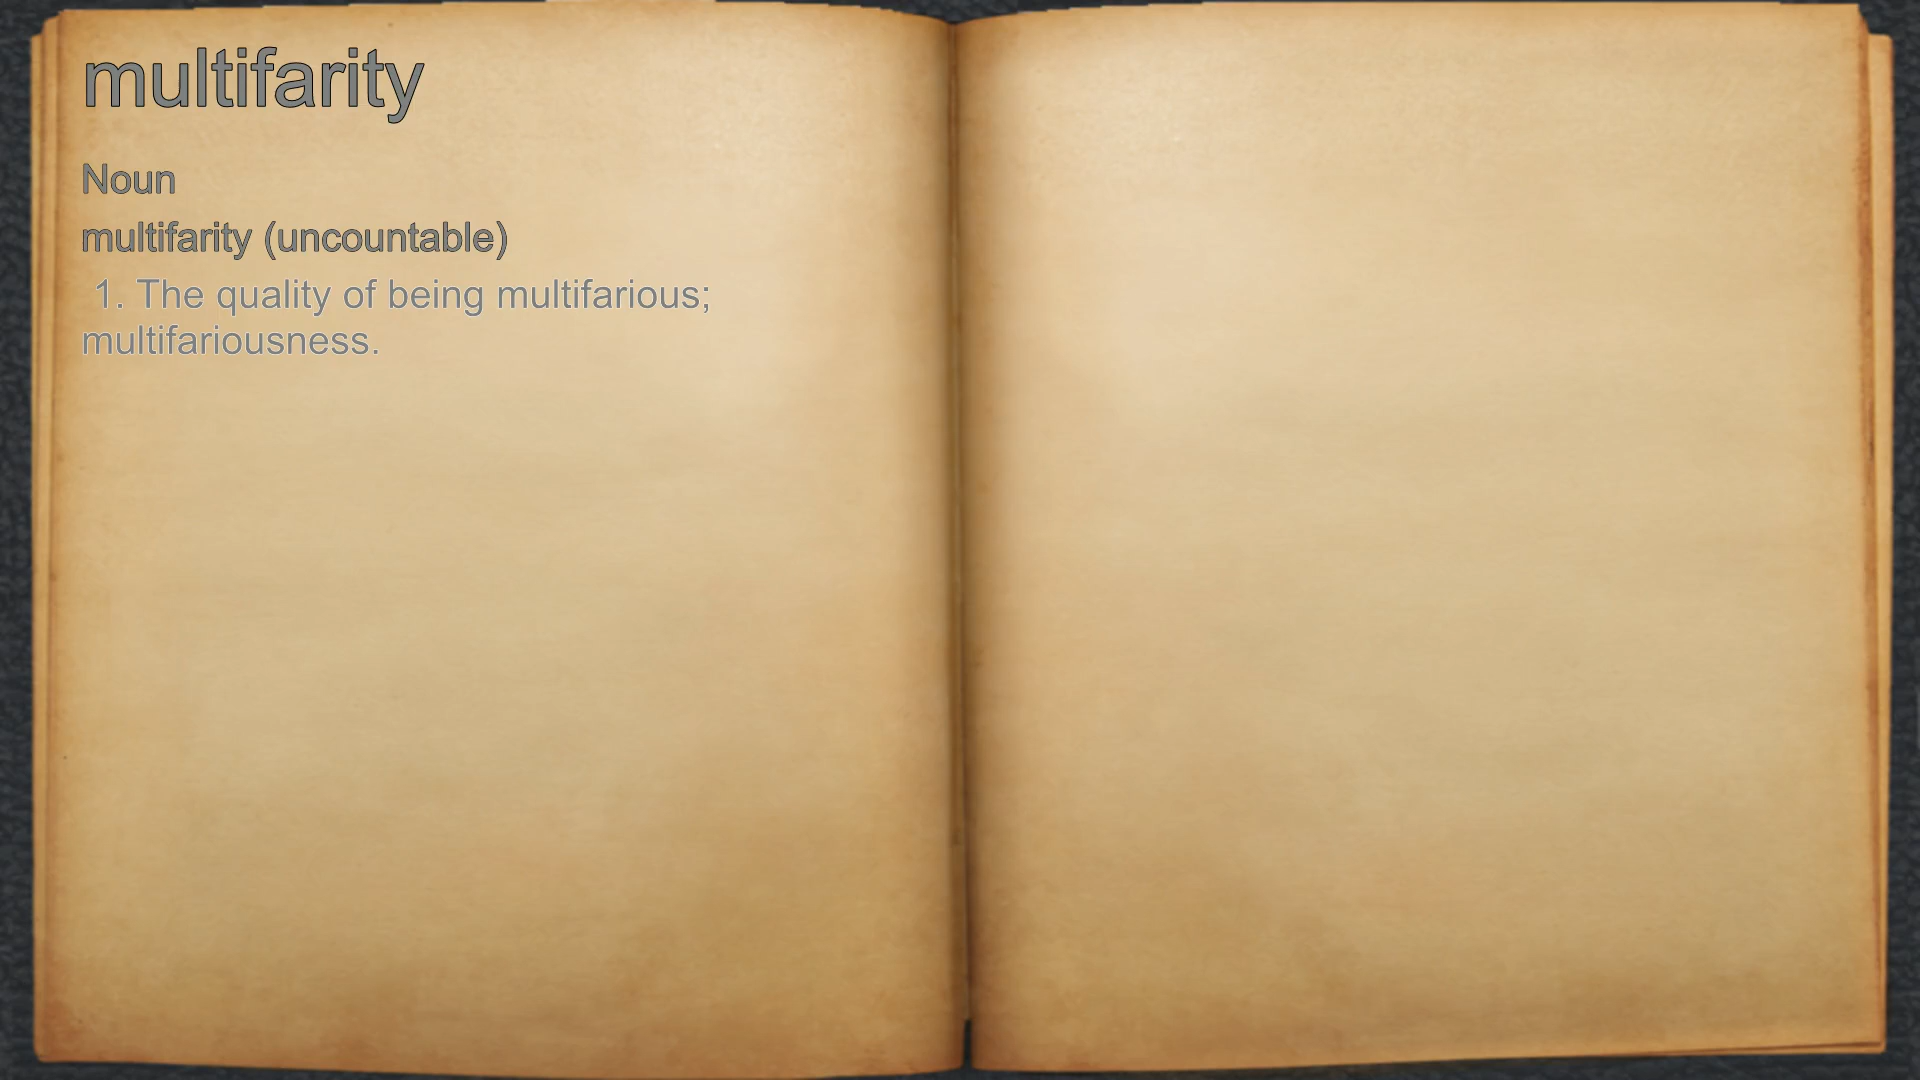 multifarity
Noun
multifarity (uncountable)
1. The quality of being multifarious;
multifariousness.